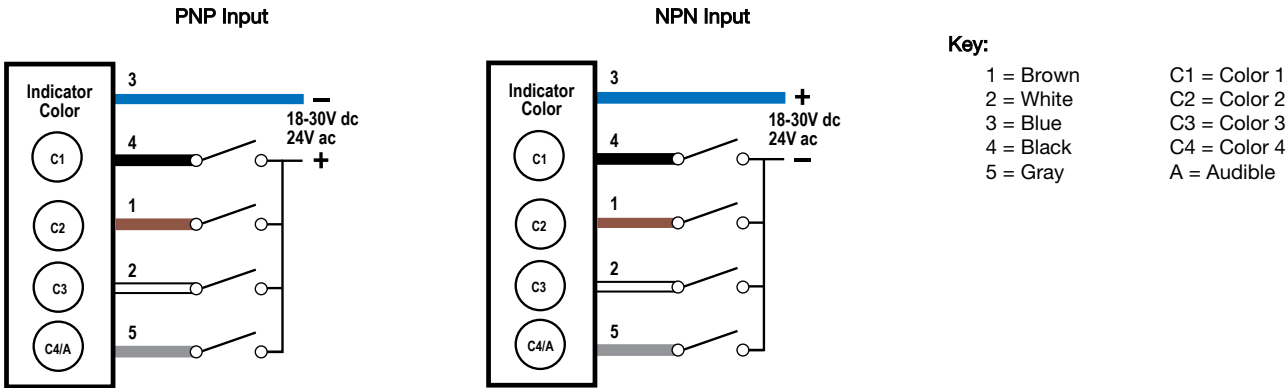 PNP Input
Indicator
Color
3
−
18-30V dc
24V ac
C1
4
+
C2
1
C3
2
C4/A
5
NPN Input
Indicator
Color
3
+
18-30V dc
24V ac
C1
4
−
C2
1
C3
2
C4/A
5
Key:
1 = Brown
2 = White
3 = Blue
4 = Black
5 = Gray
C1 = Color 1
C2 = Color 2
C3 = Color 3
C4 = Color 4
A = Audible